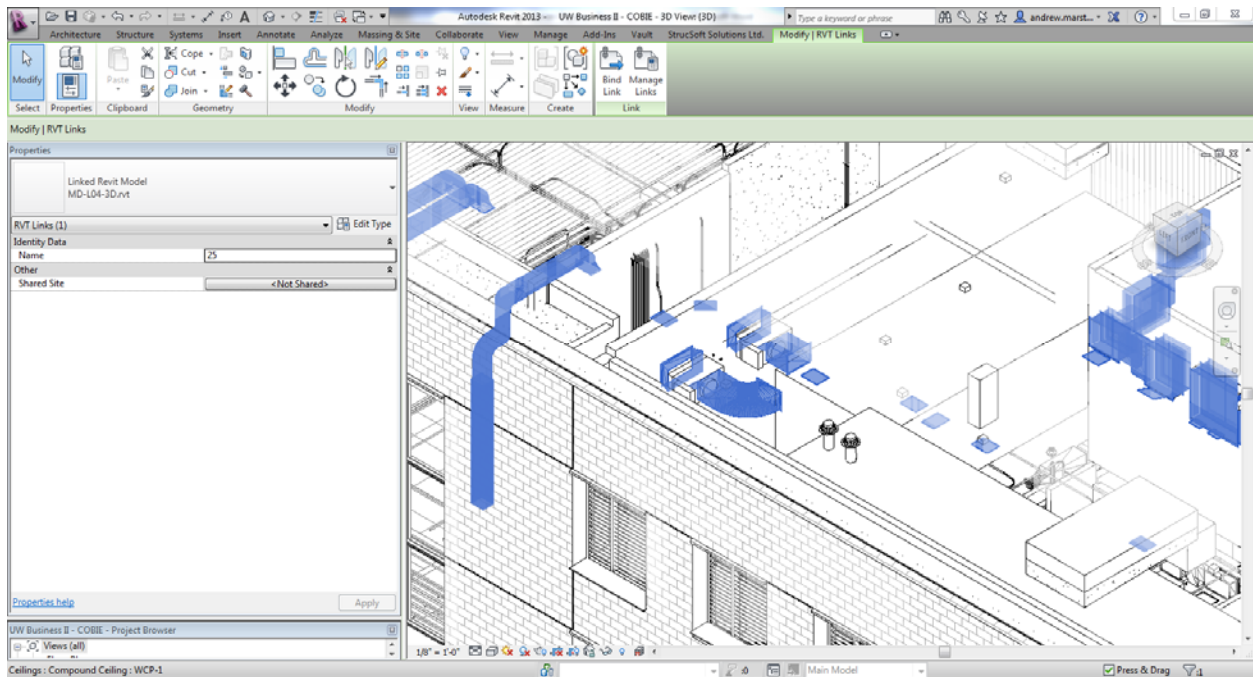 Autodesk Revit 2013 - UW Business II - COBIE - 3D View: {3D}
Type a keyword or phrase
andrew.marst...
Architecture Structure Systems Insert Annotate Analyze Massing & Site Collaborate View Manage Add-Ins Vault StrucSoft Solutions Ltd. Modify | RVT Links
Modify
Paste
Cope
Cut
Join
Bind Link
Manage Links
Select Properties Clipboard Geometry Modify View Measure Create Link
Modify | RVT Links
Properties
Linked Revit Model
MD-L04-3D.rvt
RVT Links (1)
Edit Type
Identity Data
Name 25
Other
Shared Site <Not Shared>
TOP
FRONT
Properties help
Apply
UW Business II - COBIE - Project Browser
Views (all)
1/8" = 1'-0"
Ceilings : Compound Ceiling : WCP-1
:0
Main Model
Press & Drag
:1